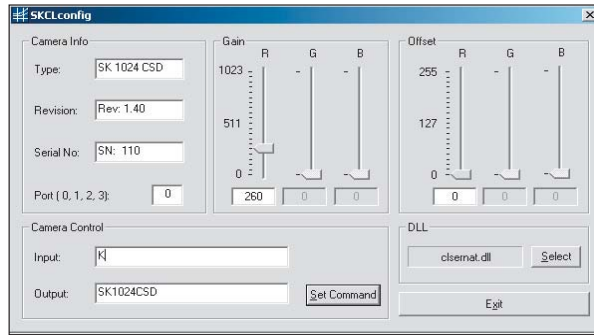 SKCLconfig
Camera Info
Type: SK 1024 CSD
Revision: Rev: 1.40
Serial No: SN: 110
Port ( 0, 1, 2, 3): 0
Gain
R G B
1023
511
0
260 0 0
Offset
R G B
255
127
0
0 0 0
Camera Control
Input: K
Output: SK1024CSD
Set Command
DLL
clsernat.dll Select
Exit